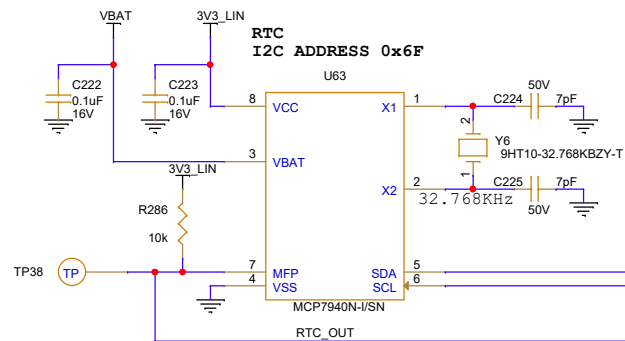 VBAT
3V3_LIN
RTC
I2C ADDRESS 0x6F
U63
C222
0.1uF
16V
C223
0.1uF
16V
8
VCC
X1
1
C224
50V
7pF
2
Y6
9HT10-32.768KBZY-T
1
3
VBAT
3V3_LIN
X2
2
C225
7pF
50V
32.768KHz
R286
10k
TP38
TP
7
MFP
4
VSS
SDA
5
SCL
6
MCP7940N-I/SN
RTC_OUT